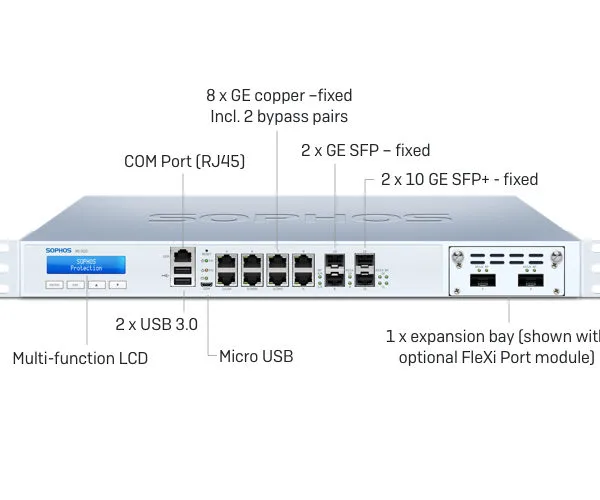 8 x GE copper –fixed
Incl. 2 bypass pairs
2 x GE SFP – fixed
COM Port (RJ45)
2 x 10 GE SFP+ - fixed
SOPHOS
SOPHOS
SOPHOS
Protection
2 x USB 3.0
Multi-function LCD
Micro USB
1 x expansion bay (shown with
optional FleXi Port module)